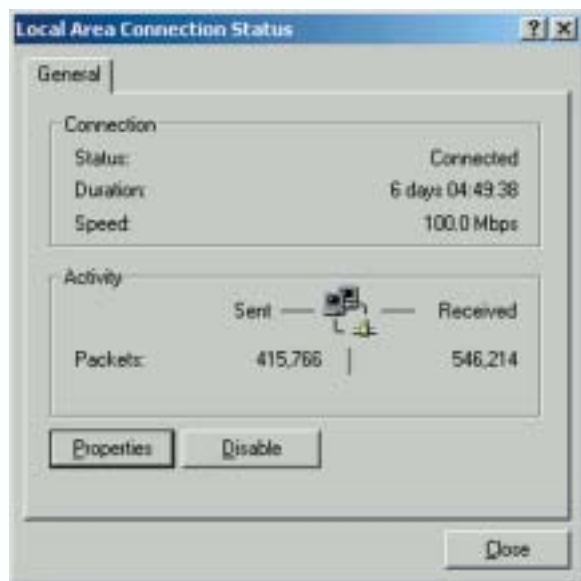 Local Area Connection Status
General
Connection
Status: Connected
Duration: 6 days 04:49:38
Speed: 100.0 Mbps
Activity
Sent Received
Packets: 415,766 546,214
Properties Disable
Close